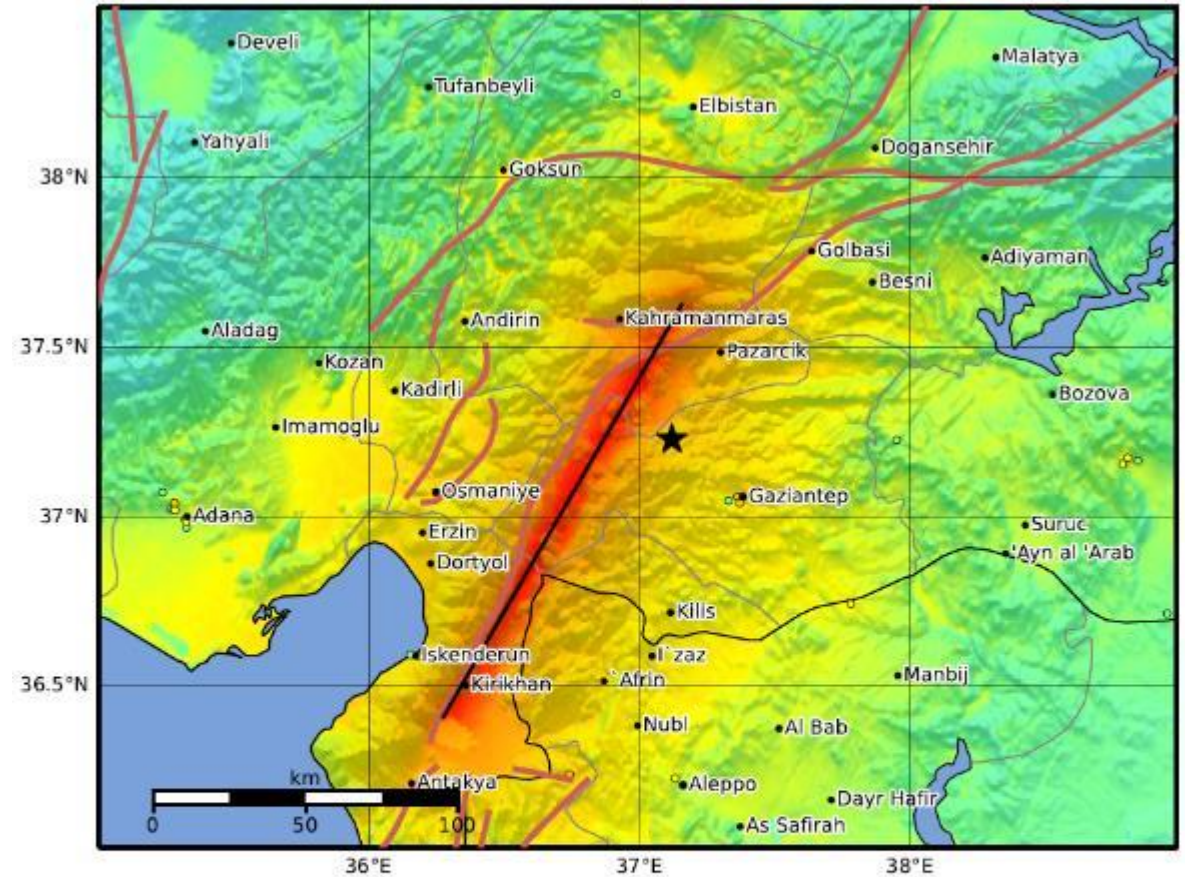 Develi
Malatya
Tufanbeyli
Elbistan
Yahyali
Dogansehir
38°N
Goksun
Golbasi
Adiyaman
Besni
Aladag
Andirin
Kahramanmaras
37.5°N
Pazarcik
Kozan
Kadirli
Bozova
Imamoglu
Osmaniye
Gaziantep
37°N
Adana
Suruc
Erzin
'Ayn al 'Arab
Dortyol
Kilis
Iskenderun
I`zaz
36.5°N
Kirikhan
`Afrin
Manbij
Nubl
Al Bab
km
Antakya
Aleppo
Dayr Hafir
0 50 100
As Safirah
36°E 37°E 38°E